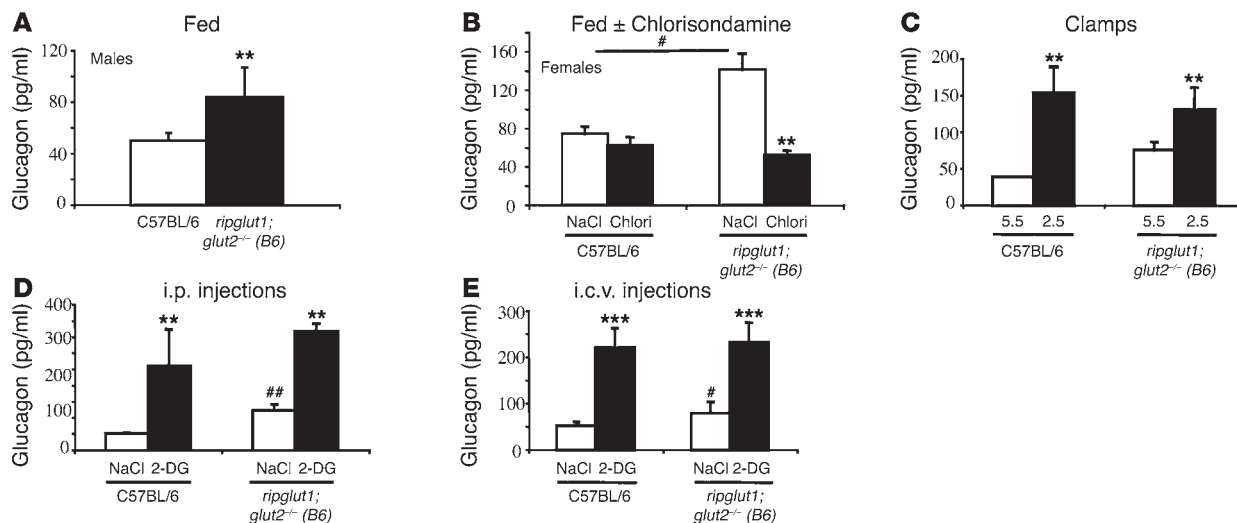 A Fed
Glucagon (pg/ml)
120
80
40
0
Males
**
C57BL/6 ripglut1;
glut2–/– (B6)
B Fed ± Chlorisondamine
Glucagon (pg/ml)
160
120
80
40
0
#
Females
**
NaCl Chlori NaCl Chlori
C57BL/6 ripglut1;
glut2–/– (B6)
C Clamps
Glucagon (pg/ml)
200
150
100
50
0
** **
5.5 2.5 5.5 2.5
C57BL/6 ripglut1;
glut2–/– (B6)
D i.p. injections
Glucagon (pg/ml)
400
300
200
100
0
** ##
**
NaCl 2-DG NaCl 2-DG
C57BL/6 ripglut1;
glut2–/– (B6)
E i.c.v. injections
Glucagon (pg/ml)
300
200
100
0
*** #
***
NaCl 2-DG NaCl 2-DG
C57BL/6 ripglut1;
glut2–/– (B6)